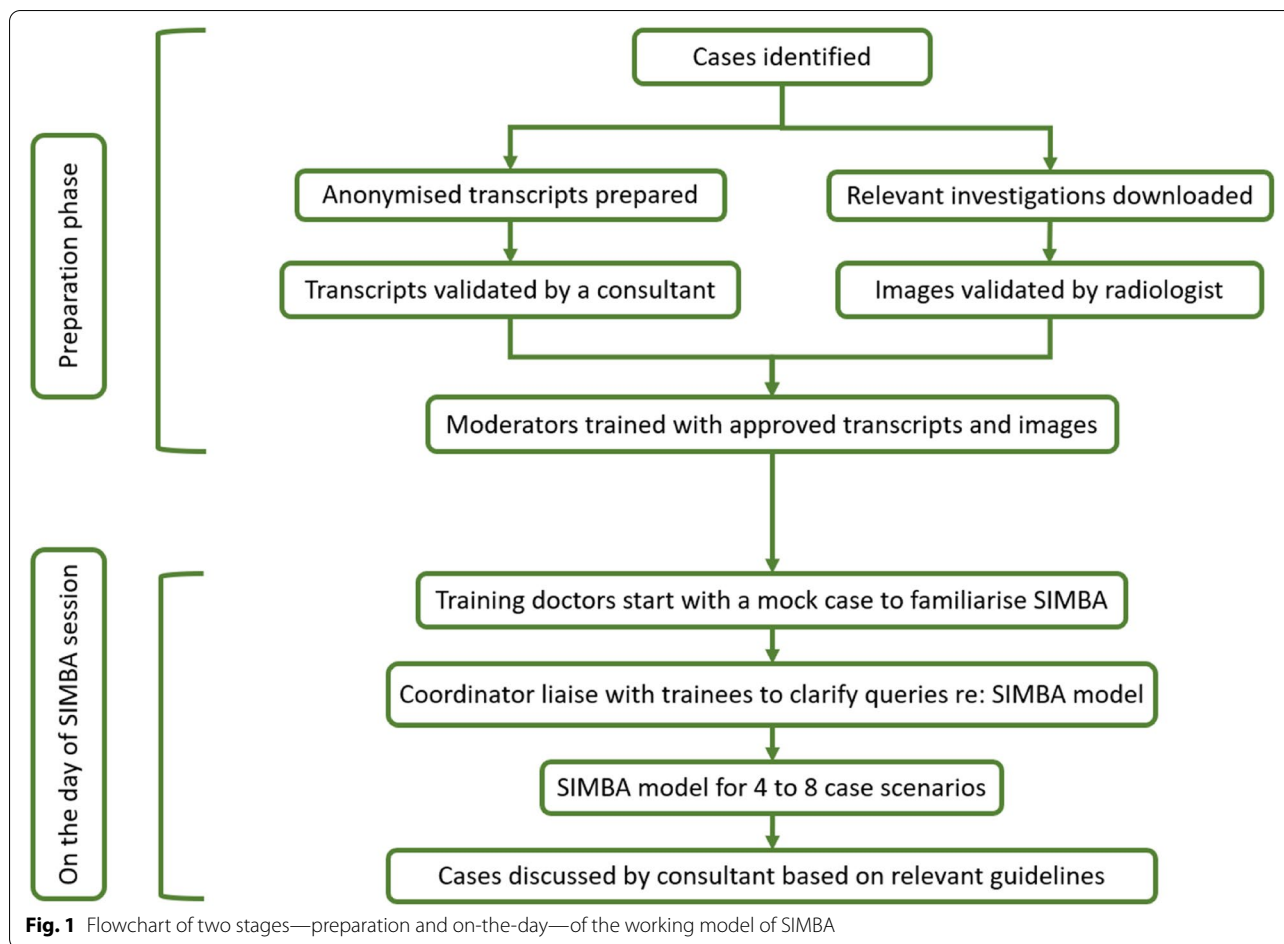 Preparation phase
Cases identified
Anonymised transcripts prepared
Relevant investigations downloaded
Transcripts validated by a consultant
Images validated by radiologist
Moderators trained with approved transcripts and images
On the day of SIMBA session
Training doctors start with a mock case to familiarise SIMBA
Coordinator liaise with trainees to clarify queries re: SIMBA model
SIMBA model for 4 to 8 case scenarios
Cases discussed by consultant based on relevant guidelines
Fig. 1 Flowchart of two stages—preparation and on-the-day—of the working model of SIMBA